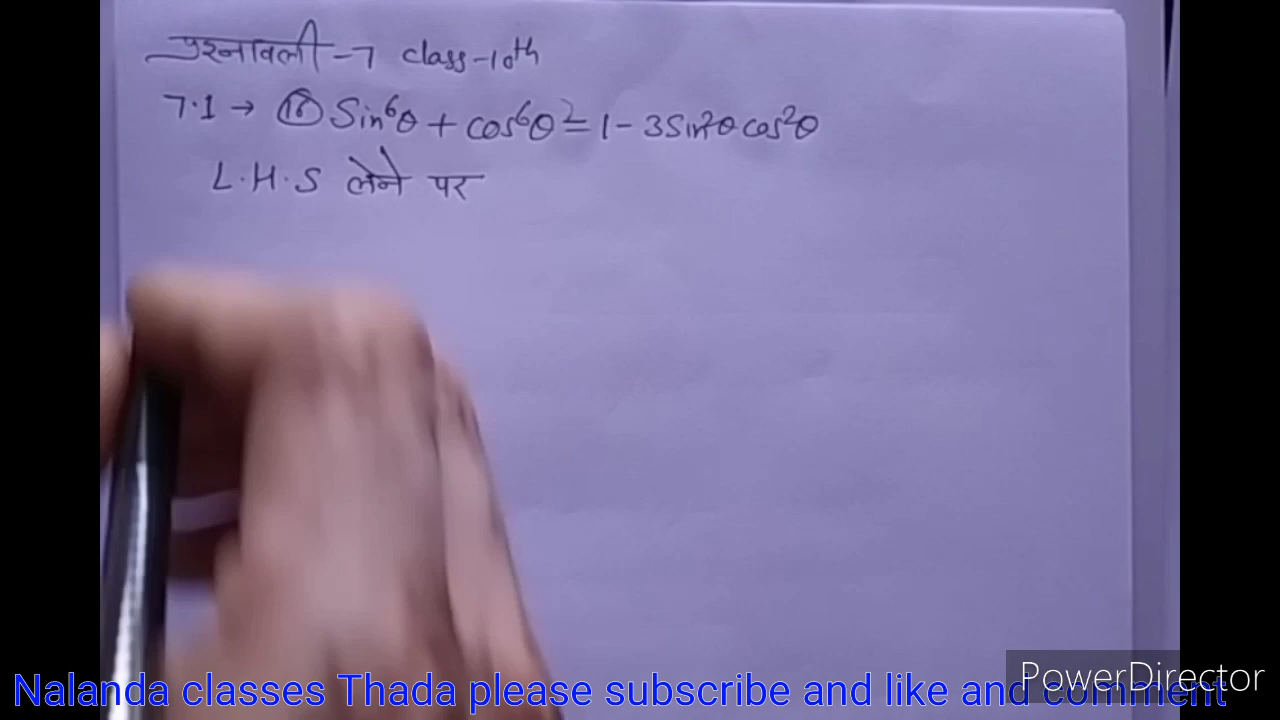 प्रश्नावली-7 class-10th
7.1 → (18) Sin⁶θ + cos⁶θ = 1 - 3Sin²θ cos²θ
L.H.S लेने पर
PowerDirector
Nalanda classes Thada please subscribe and like and comment